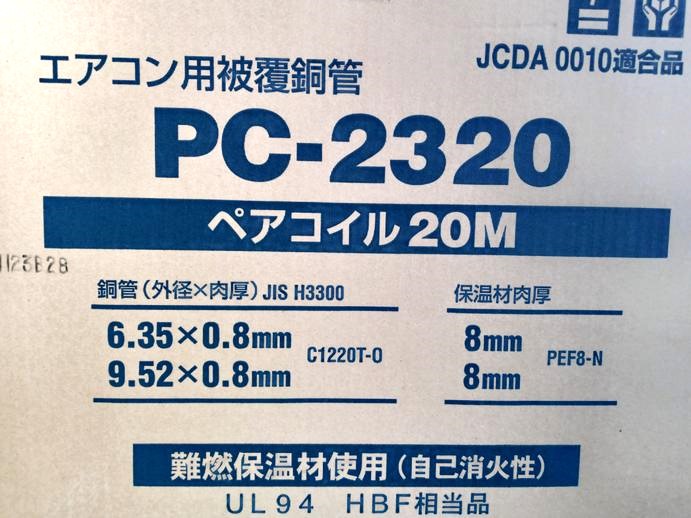 JCDA 0010適合品
エアコン用被覆銅管
PC-2320
ペアコイル 20M
銅管（外径×肉厚）JIS H3300
6.35×0.8mm
9.52×0.8mm
C1220T-O
保温材肉厚
8mm
8mm
PEF8-N
難燃保温材使用（自己消火性）
UL94 HBF相当品